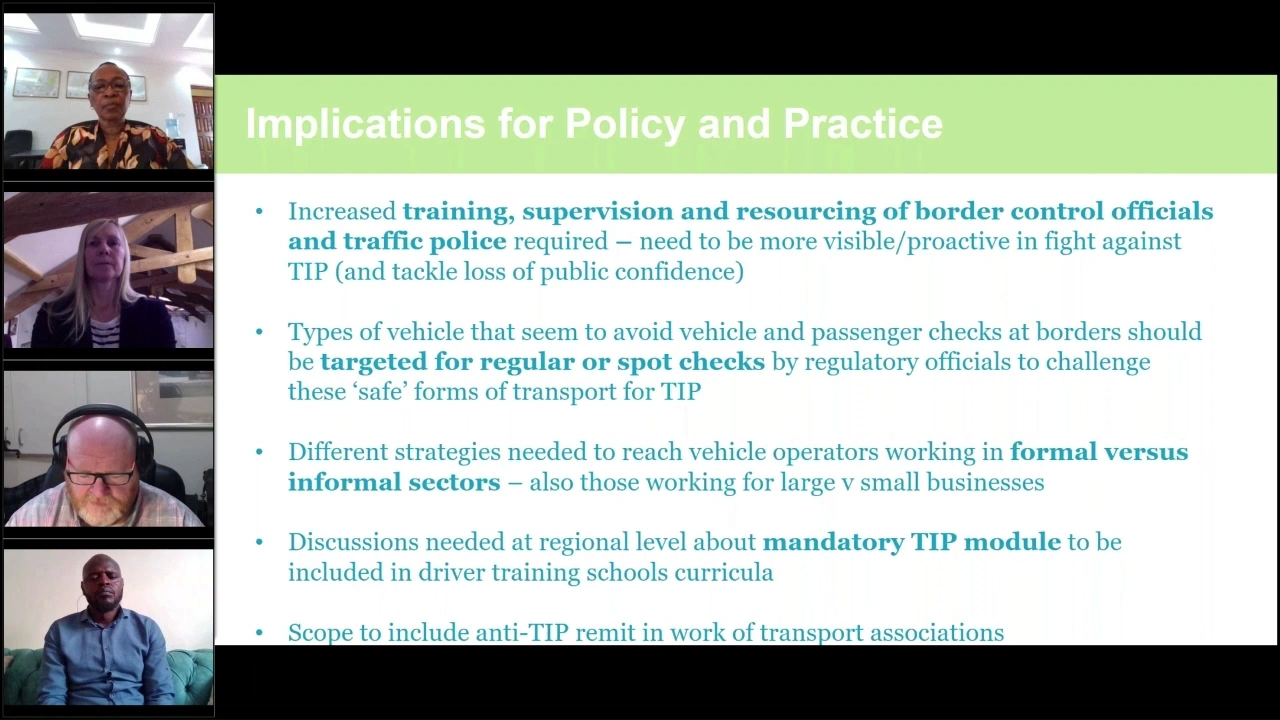 Implications for Policy and Practice
• Increased training, supervision and resourcing of border control officials
and traffic police required – need to be more visible/proactive in fight against
TIP (and tackle loss of public confidence)
• Types of vehicle that seem to avoid vehicle and passenger checks at borders should
be targeted for regular or spot checks by regulatory officials to challenge
these ‘safe’ forms of transport for TIP
• Different strategies needed to reach vehicle operators working in formal versus
informal sectors – also those working for large v small businesses
• Discussions needed at regional level about mandatory TIP module to be
included in driver training schools curricula
• Scope to include anti-TIP remit in work of transport associations